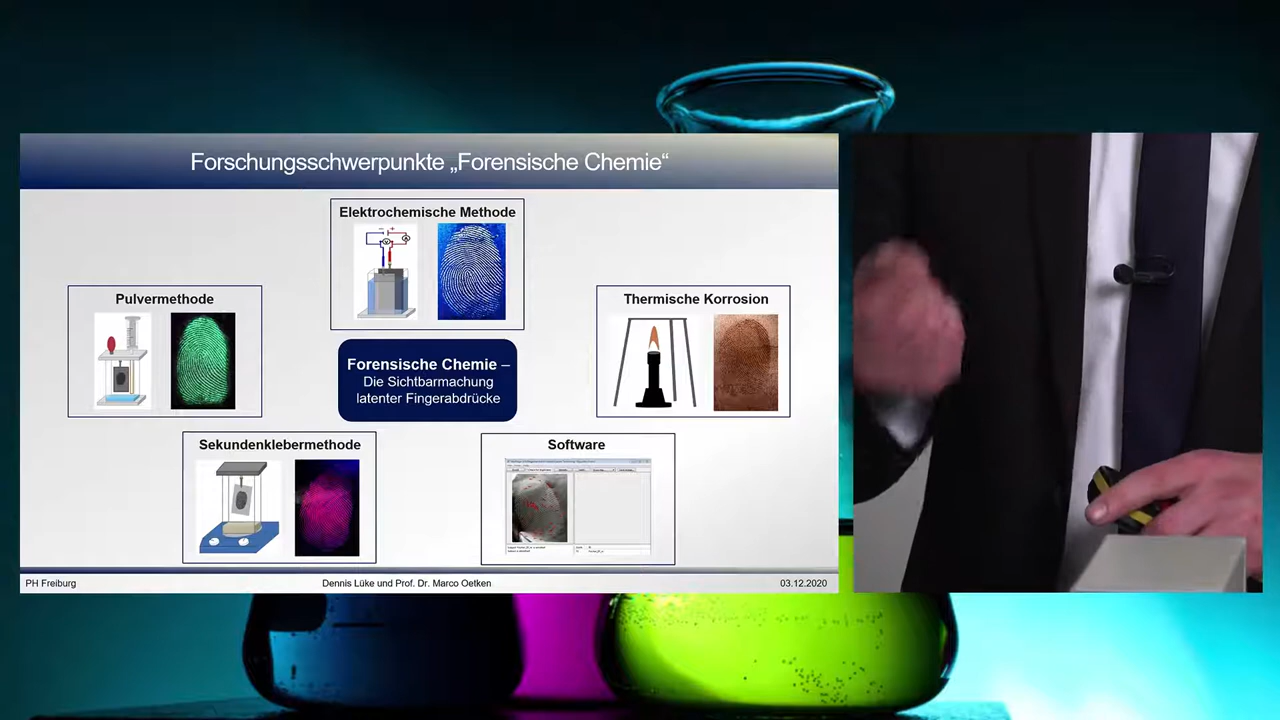 Forschungsschwerpunkte „Forensische Chemie“
Elektrochemische Methode
Pulvermethode
Thermische Korrosion
Forensische Chemie –
Die Sichtbarmachung
latenter Fingerabdrücke
Sekundenklebermethode
Software
PH Freiburg
Dennis Lüke und Prof. Dr. Marco Oetken
03.12.2020